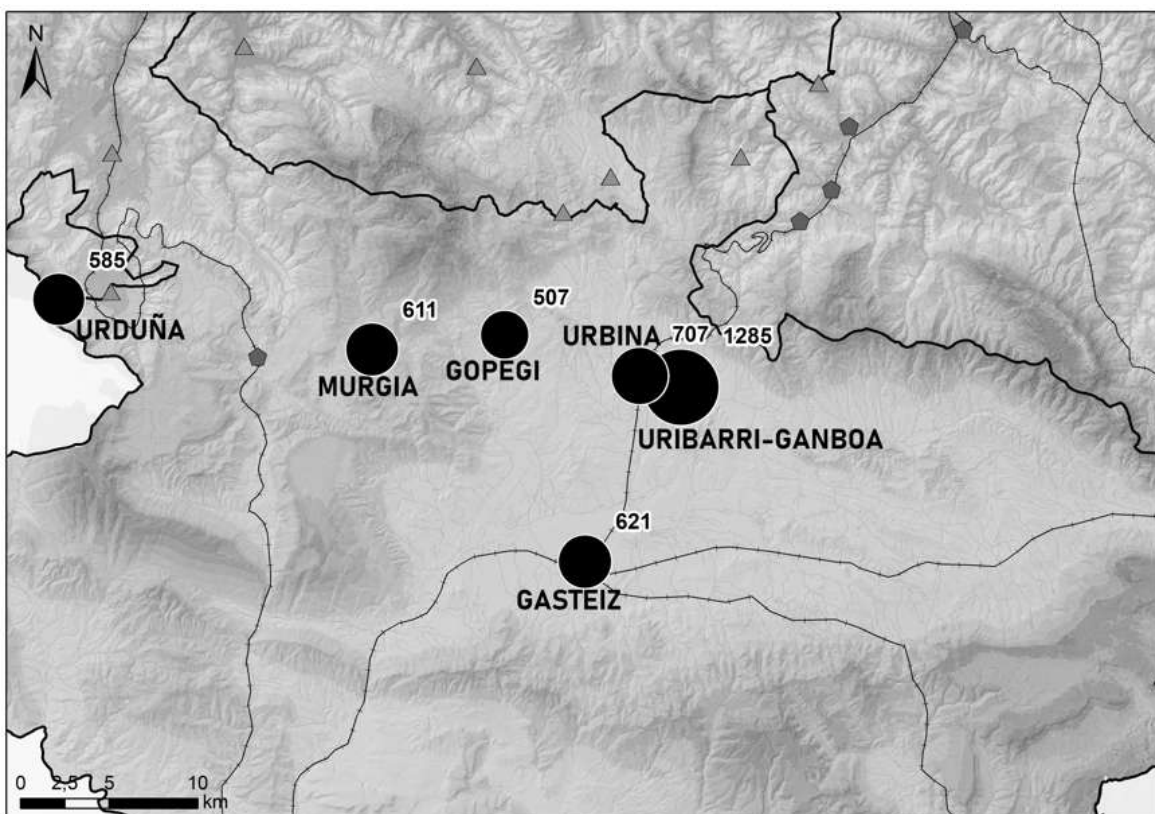 N
585
URDUÑA
611
MURGIA
507
GOPEGI
URBINA
707
1285
URIBARRI-GANBOA
621
GASTEIZ
0 2,5 5 10
km